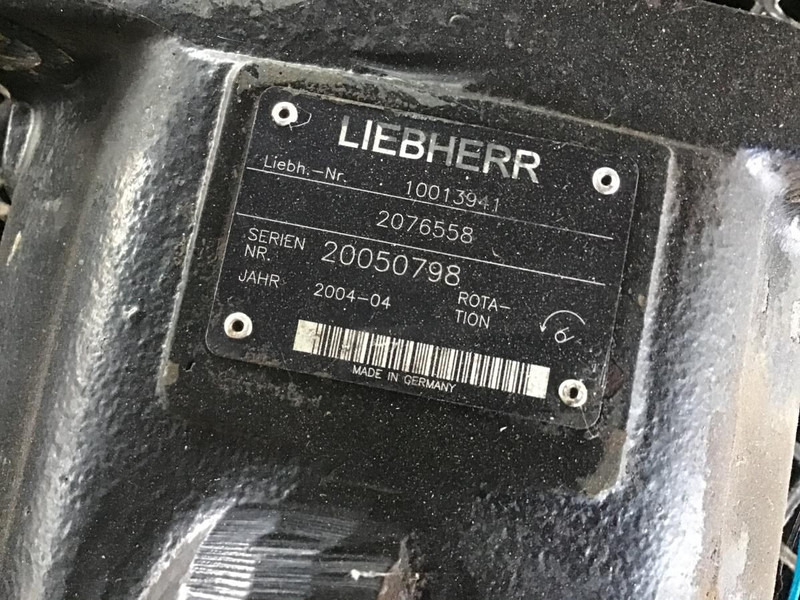 LIEBHERR
Liebh.-Nr. 10013941
2076558
SERIEN NR. 20050798
JAHR 2004-04 ROTA-TION
MADE IN GERMANY